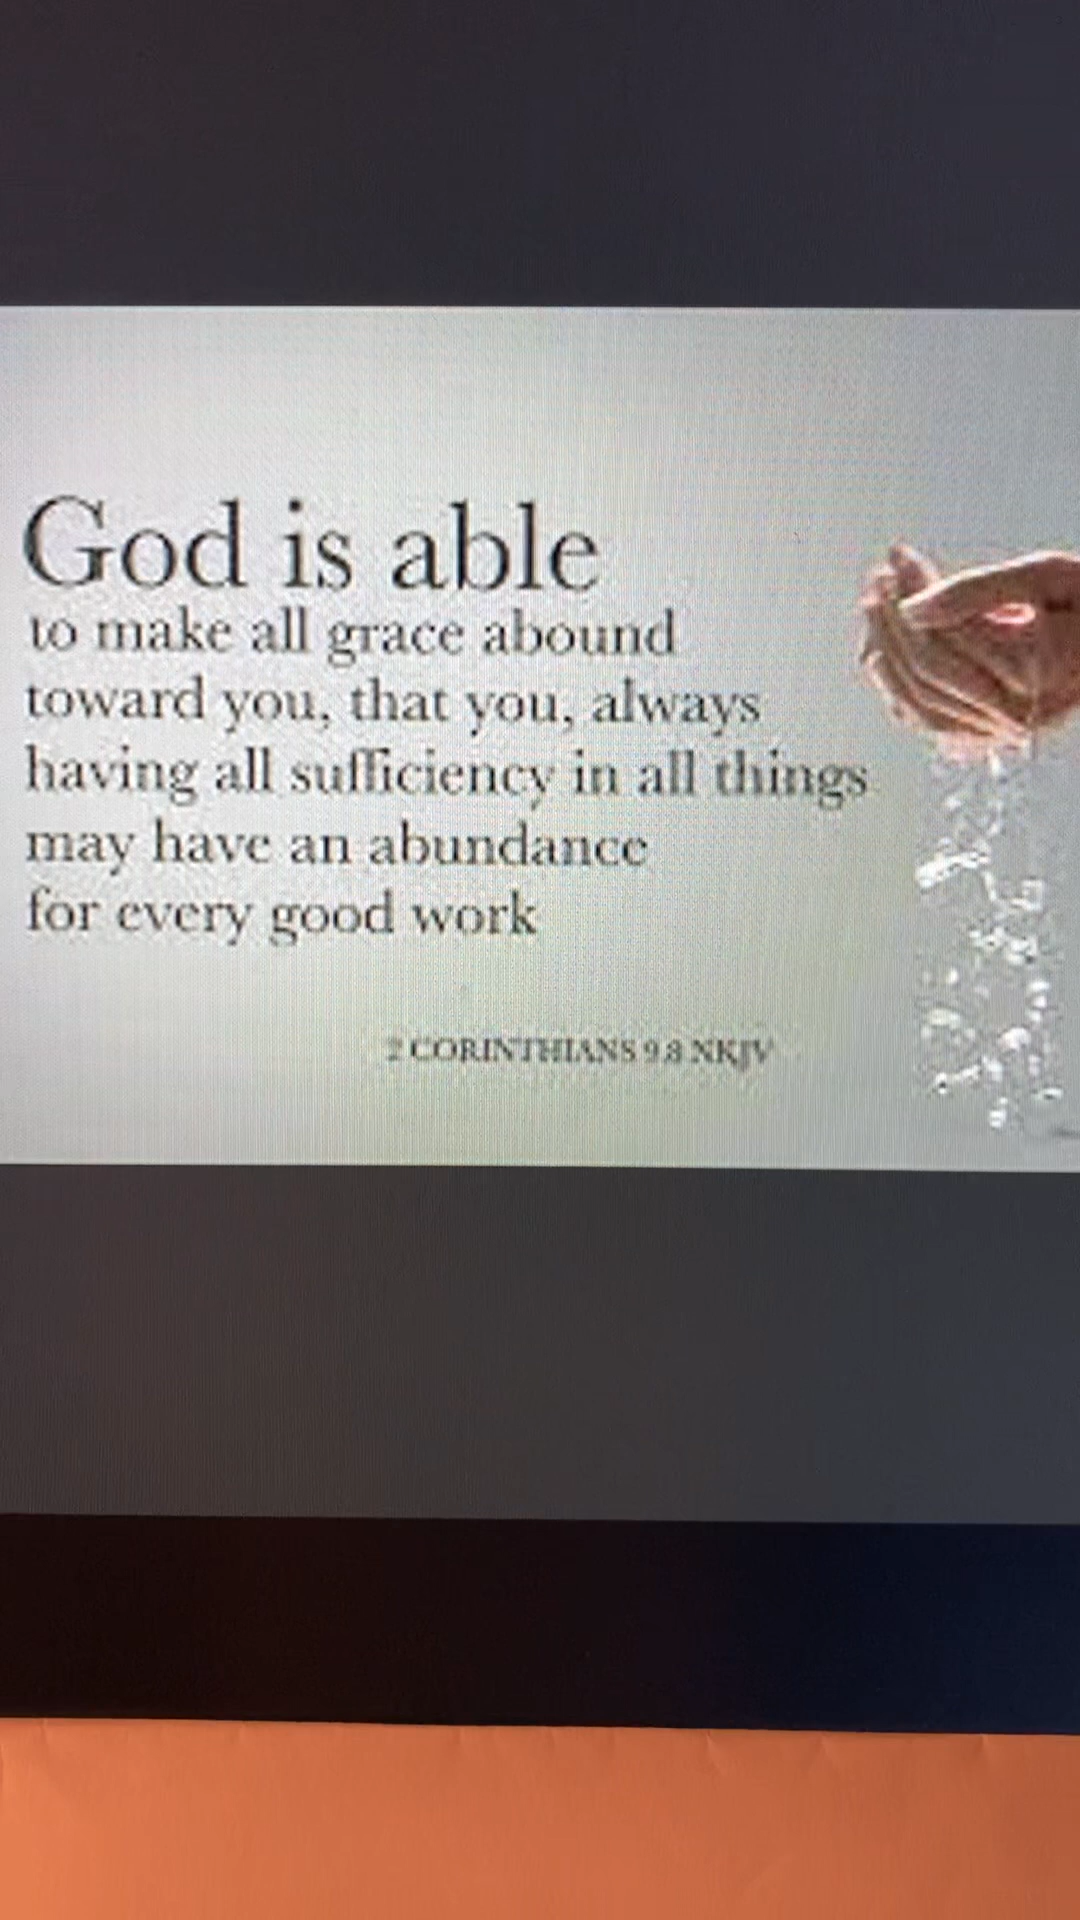 God is able
to make all grace abound
toward you, that you, always
having all sufficiency in all things
may have an abundance
for every good work
2 CORINTHIANS 9.8 NKJV